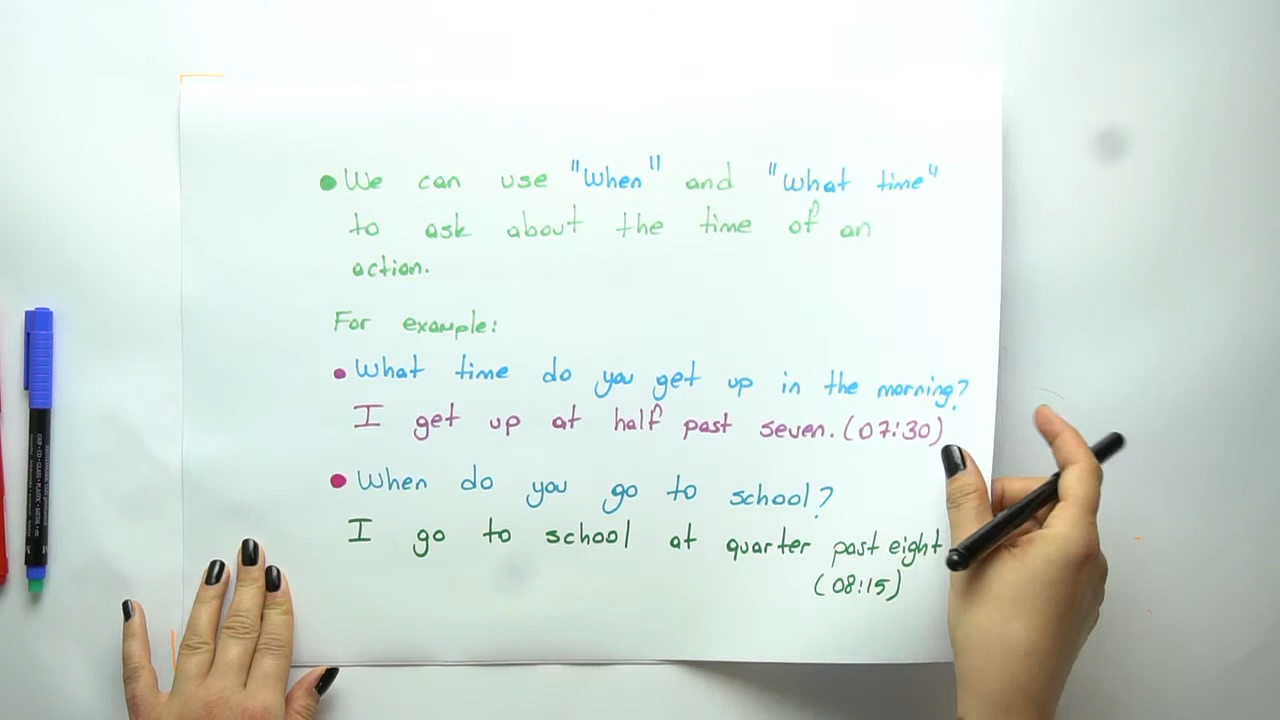 • We can use "When" and "What time"
to ask about the time of an
action.
For example:
• What time do you get up in the morning?
I get up at half past seven. (07:30)
• When do you go to school?
I go to school at quarter past eight
(08:15)